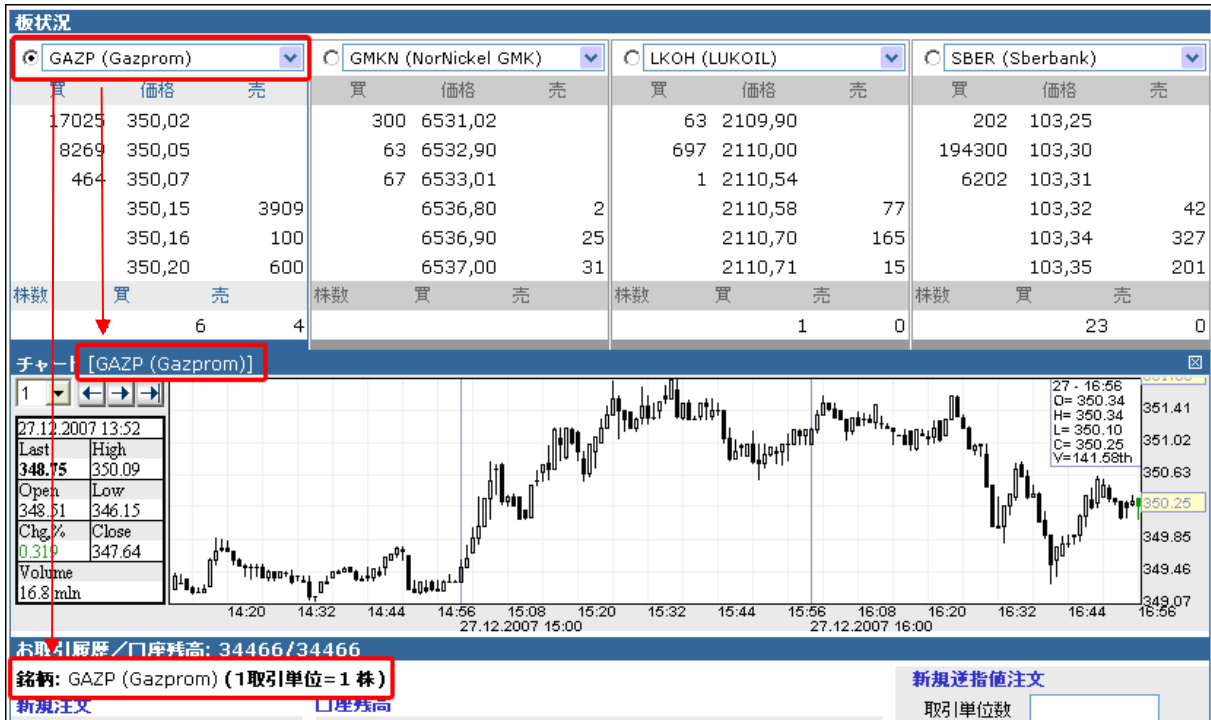 板状況
GAZP (Gazprom) GMKN (NorNickel GMK) LKOH (LUKOIL) SBER (Sberbank)
買 価格 売 買 価格 売 買 価格 売 買 価格 売
17025 350,02 300 6531,02 63 2109,90 202 103,25
8269 350,05 63 6532,90 697 2110,00 194300 103,30
464 350,07 67 6533,01 1 2110,54 6202 103,31
350,15 3909 6536,80 2 2110,58 77 103,32 42
350,16 100 6536,90 25 2110,70 165 103,34 327
350,20 600 6537,00 31 2110,71 15 103,35 201
株数 買 売 株数 買 売 株数 買 売 株数 買 売
6 4 1 0 23 0
チャート [GAZP (Gazprom)]
1
27.12.2007 13:52
Last High
348.75 350.09
Open Low
348.51 346.15
Chg,% Close
0.319 347.64
Volume
16.8 mln
27 - 16:56
O= 350.34
H= 350.34
L= 350.10
C= 350.25
V=141.58th
351.41
351.02
350.63
350.25
349.85
349.46
349.07
14:20 14:32 14:44 14:56 15:08 15:20 15:32 15:44 15:56 16:08 16:20 16:32 16:44 16:56
27.12.2007 15:00 27.12.2007 16:00
お取引履歴／口座残高: 34466/34466
銘柄: GAZP (Gazprom) (1取引単位=1 株)
新規注文 口座残高 新規逆指値注文
取引単位数